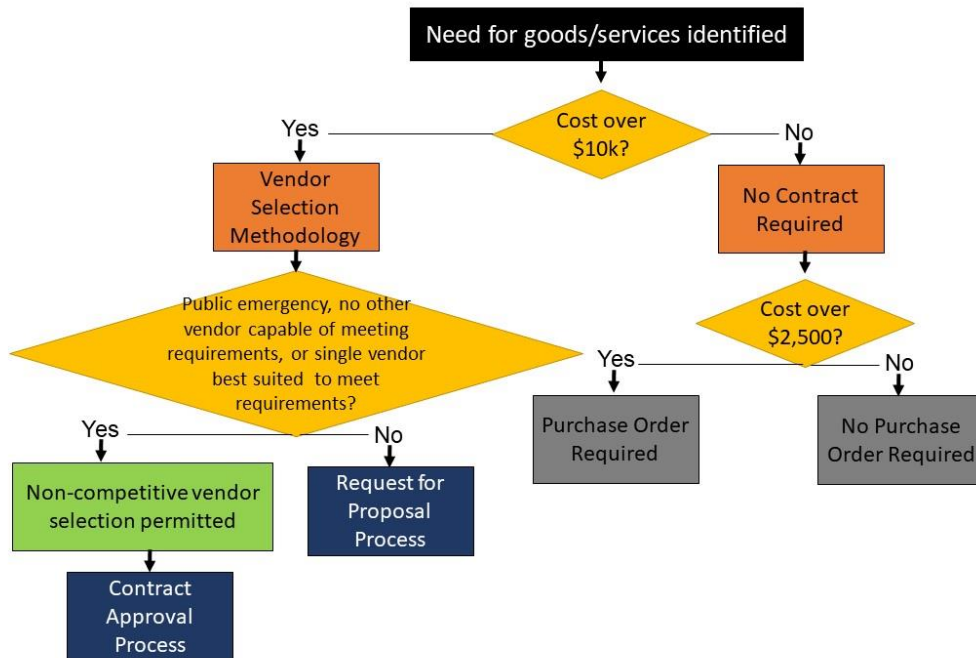 Need for goods/services identified
Cost over
$10k?
Yes
No
Vendor
Selection
Methodology
No Contract
Required
Public emergency, no other
vendor capable of meeting
requirements, or single vendor
best suited to meet
requirements?
Cost over
$2,500?
Yes
No
Purchase Order
Required
No Purchase
Order Required
Yes
No
Non-competitive vendor
selection permitted
Request for
Proposal
Process
Contract
Approval
Process